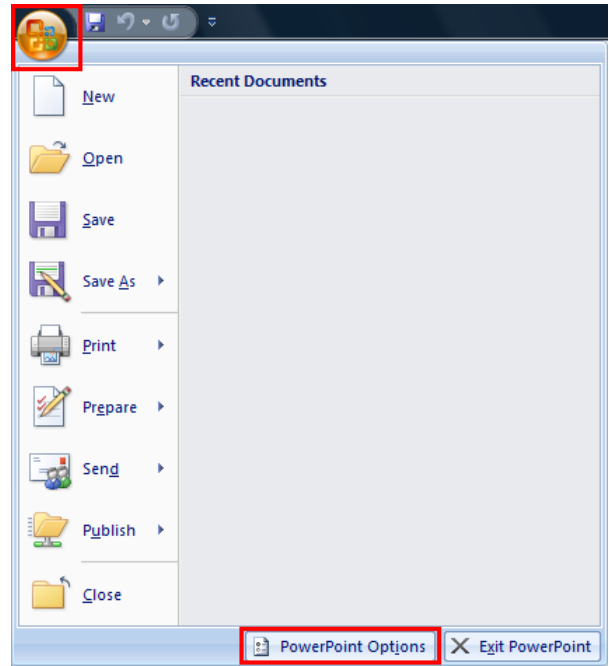 Recent Documents
New
Open
Save
Save As
Print
Prepare
Send
Publish
Close
PowerPoint Options
Exit PowerPoint